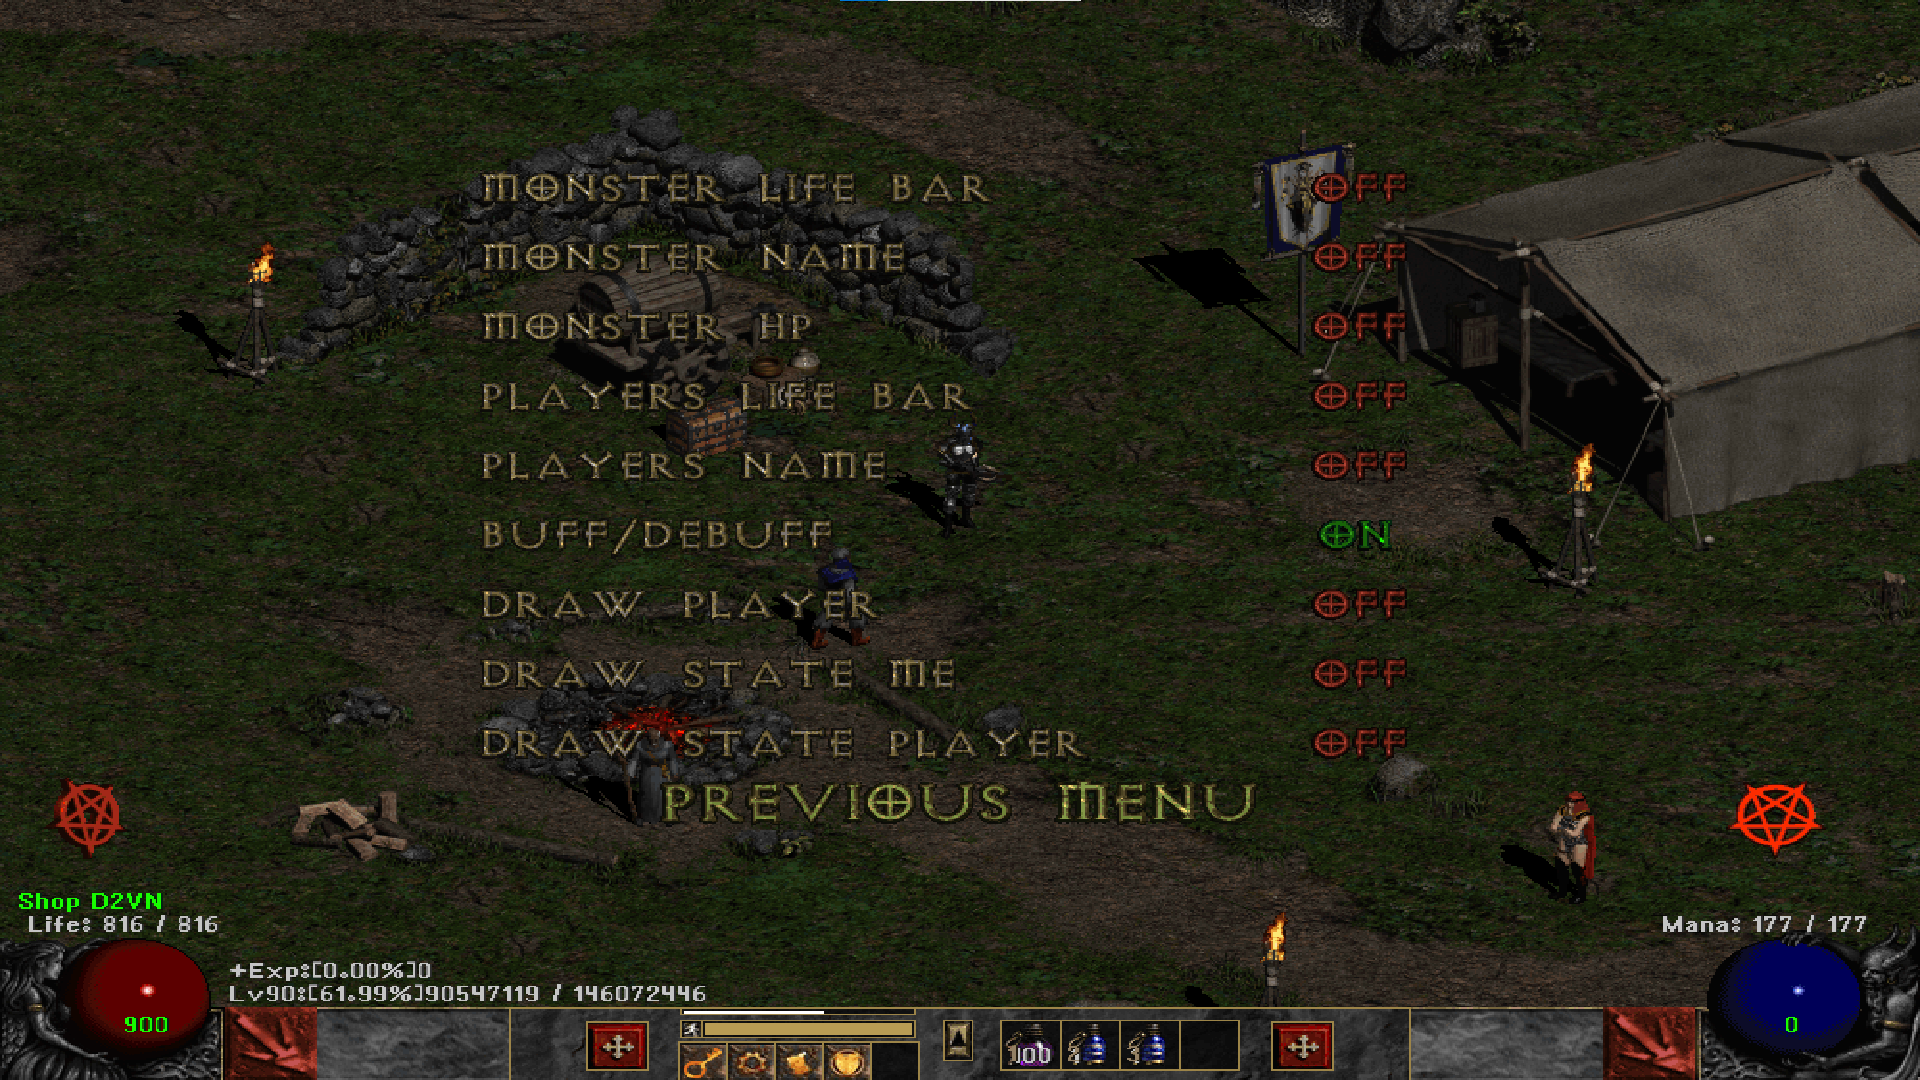 MONSTER LIFE BAR OFF
MONSTER NAME OFF
MONSTER HP OFF
PLAYERS LIFE BAR OFF
PLAYERS NAME OFF
BUFF/DEBUFF ON
DRAW PLAYER OFF
DRAW STATE ME OFF
DRAW STATE PLAYER OFF
PREVIOUS MENU
Shop D2VN
Life: 816 / 816
Mana: 177 / 177
+Exp:[0.00%]0
Lv90:[61.99%]90547119 / 146072446
900
0